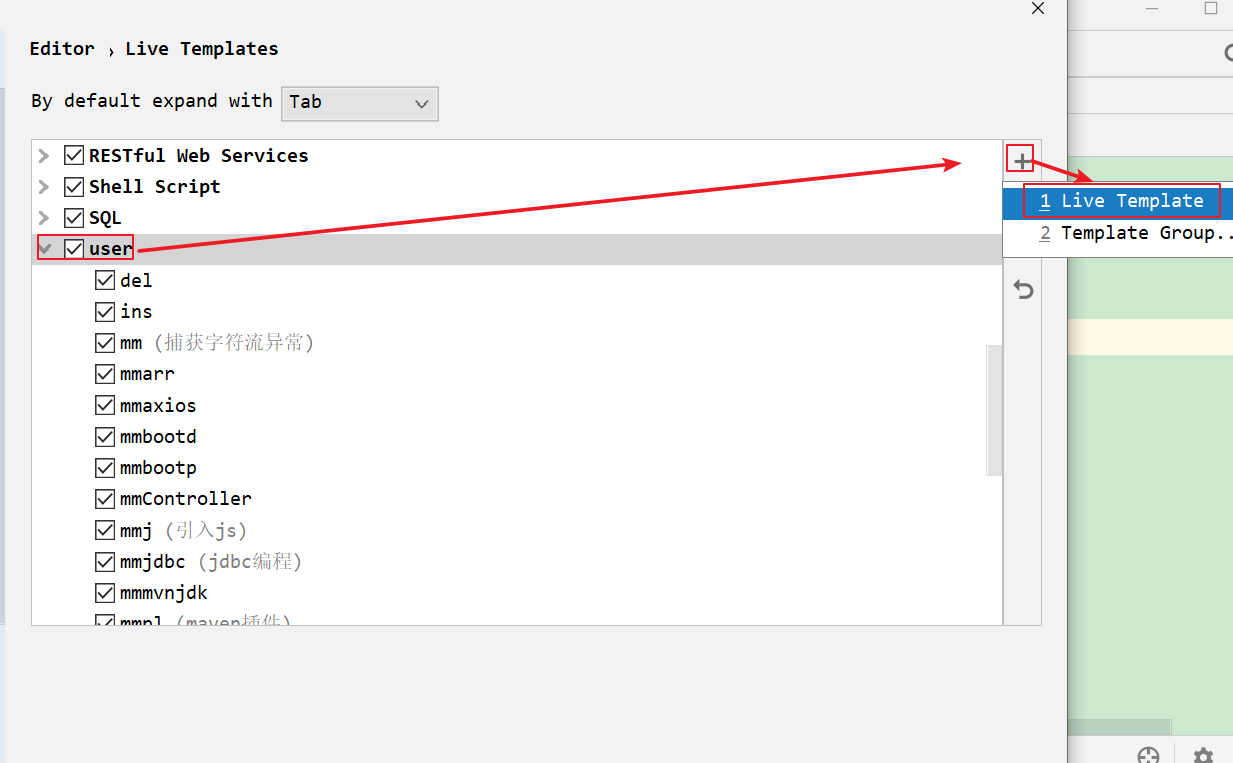 Editor › Live Templates
By default expand with Tab
RESTful Web Services
Shell Script
SQL
user
1 Live Template
2 Template Group..
del
ins
mm (捕获字符流异常)
mmarr
mmaxios
mmbootd
mmbootp
mmController
mmj (引入js)
mmjdbc (jdbc编程)
mmmvnjdk
mmpl (maven插件)